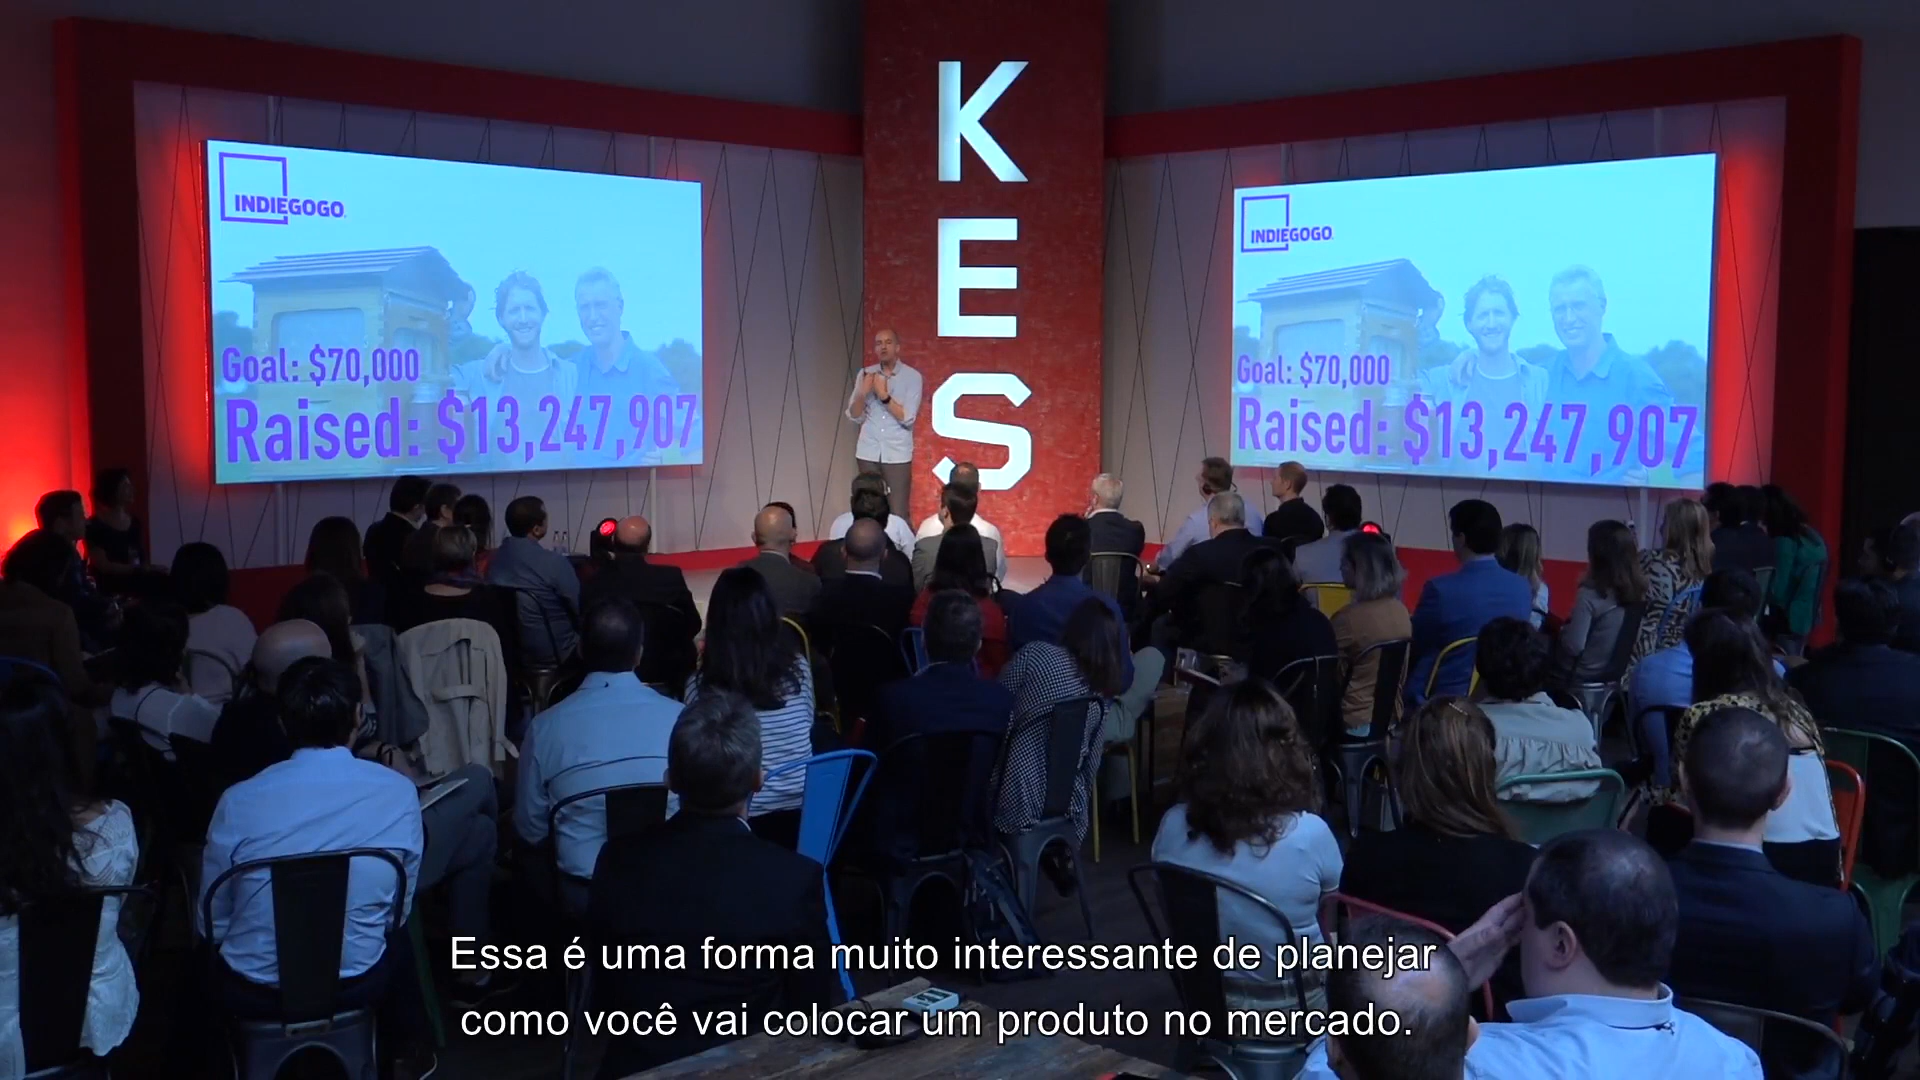 INDIEGOGO
Goal: $70,000
Raised: $13,247,907
K
E
S
INDIEGOGO
Goal: $70,000
Raised: $13,247,907
Essa é uma forma muito interessante de planejar
como você vai colocar um produto no mercado.